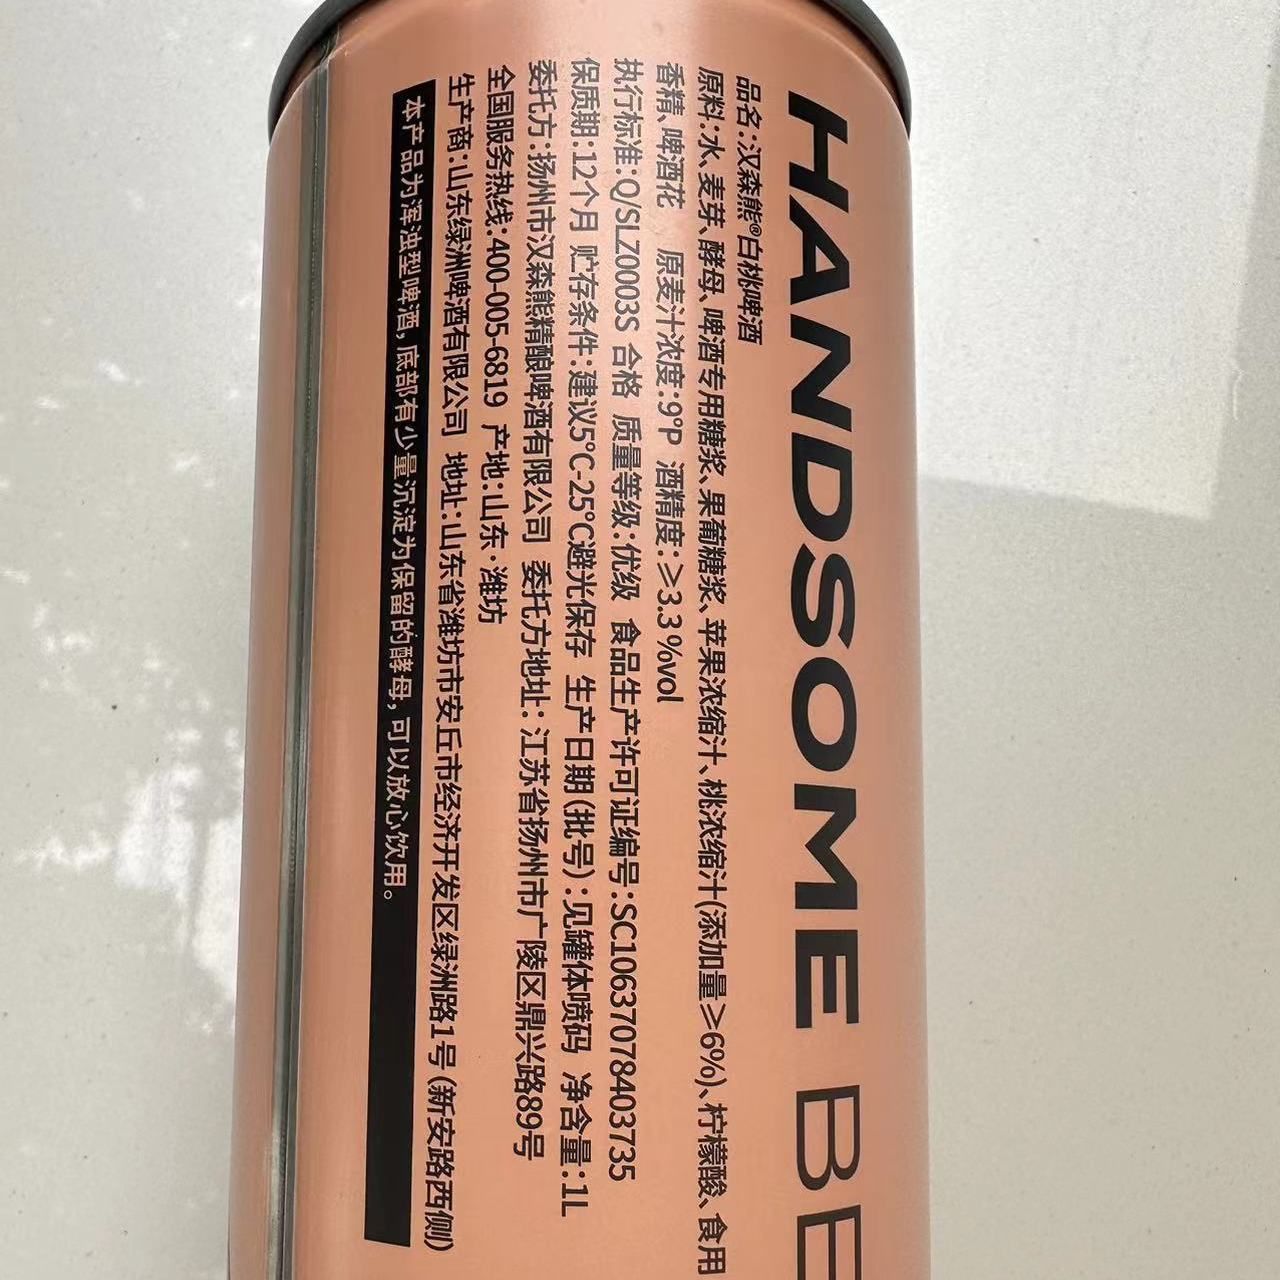 HANDSOME BE
品名:汉森熊®白桃啤酒
原料:水、麦芽、酵母、啤酒专用糖浆、果葡糖浆、苹果浓缩汁、桃浓缩汁(添加量≥6%)、柠檬酸、食用
香精、啤酒花 原麦汁浓度:9°P 酒精度:≥3.3%vol
执行标准:Q/SLZ0003S 合格 质量等级:优级 食品生产许可证编号:SC10637078403735
保质期:12个月 贮存条件:建议5°C-25°C避光保存 生产日期(批号):见罐体喷码 净含量:1L
委托方:扬州市汉森熊精酿啤酒有限公司 委托方地址:江苏省扬州市广陵区鼎兴路89号
全国服务热线:400-005-6819 产地:山东·潍坊
生产商:山东绿洲啤酒有限公司 地址:山东省潍坊市安丘市经济开发区绿洲路1号(新安路西侧)
本产品为浑浊型啤酒,底部有少量沉淀为保留的酵母,可以放心饮用。